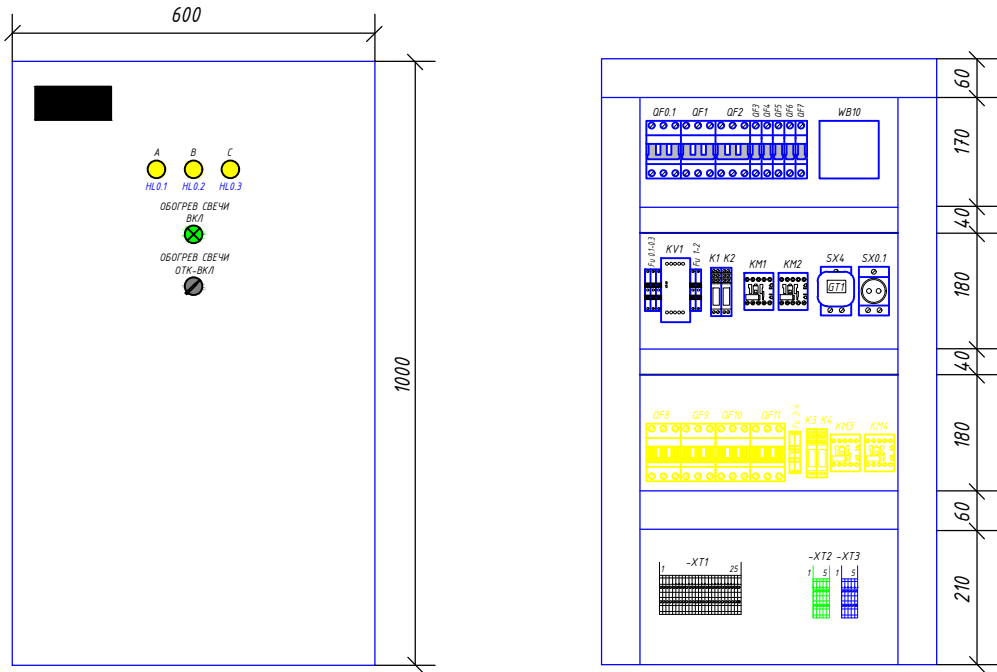 600
A B C
HL0.1 HL0.2 HL0.3
ОБОГРЕВ СВЕЧИ
ВКЛ
ОБОГРЕВ СВЕЧИ
ОТК-ВКЛ
1000
60
QF0.1 QF1 QF2 QF3 QF4 QF5 QF6 QF7 WB10
170
40
Fu 0.1-0.3 KV1 Fu 1-2 K1 K2 KM1 KM2 SX4 SX0.1
GT1
180
40
QF8 QF9 QF10 QF11 K3 K4 KM3 KM4
180
60
-XT1 -XT2 -XT3
1 25 1 5 1 5
210